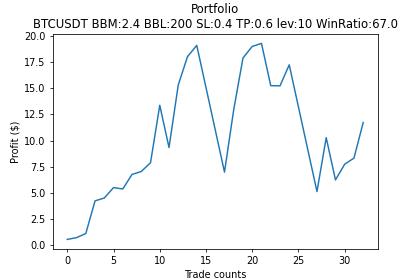 Portfolio
BTCUSDT BBM:2.4 BBL:200 SL:0.4 TP:0.6 lev:10 WinRatio:67.0
20.0
17.5
15.0
12.5
10.0
7.5
5.0
2.5
0.0
Profit ($)
0 5 10 15 20 25 30
Trade counts